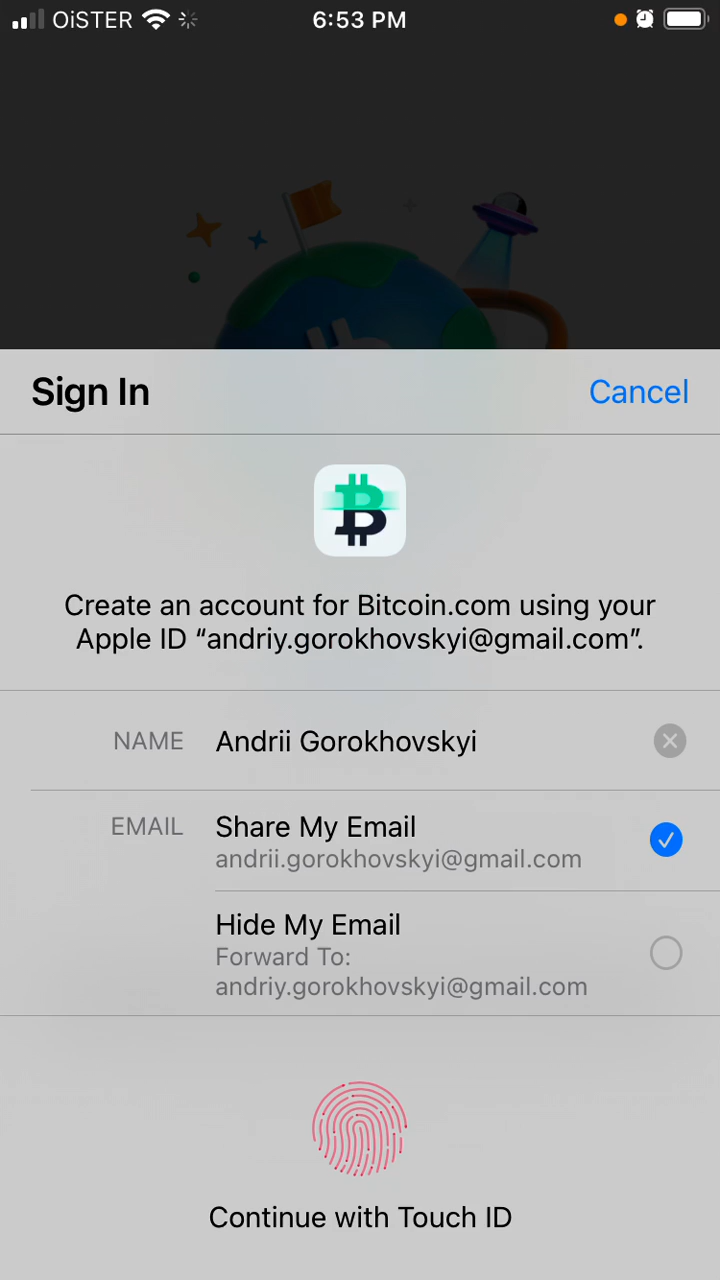 OiSTER
6:53 PM
Sign In
Cancel
Create an account for Bitcoin.com using your
Apple ID “andriy.gorokhovskyi@gmail.com”.
NAME
Andrii Gorokhovskyi
EMAIL
Share My Email
andrii.gorokhovskyi@gmail.com
Hide My Email
Forward To:
andriy.gorokhovskyi@gmail.com
Continue with Touch ID